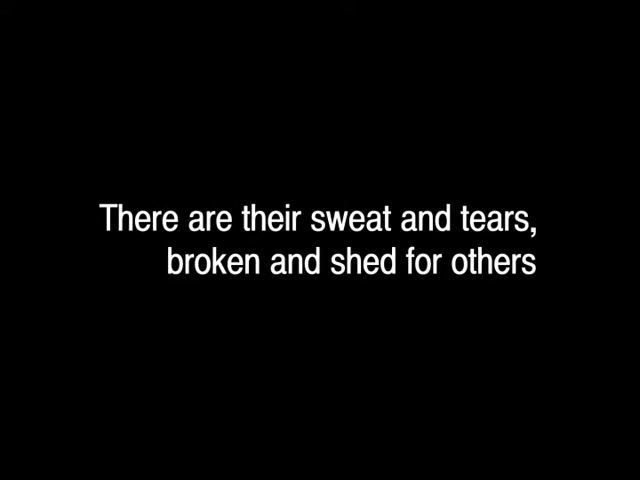 There are their sweat and tears,
broken and shed for others